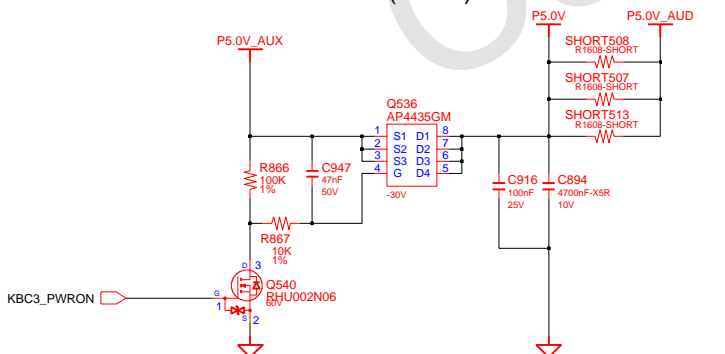 P5.0V
P5.0V_AUD
P5.0V_AUX
SHORT508
R1608-SHORT
SHORT507
R1608-SHORT
SHORT513
R1608-SHORT
Q536
AP4435GM
1 S1 D1 8
2 S2 D2 7
3 S3 D3 6
4 G D4 5
-30V
R866
100K
1%
C947
47nF
50V
C916
100nF
25V
C894
4700nF-X5R
10V
R867
10K
1%
D 3
Q540
RHU002N06
60V
G
1
S 2
KBC3_PWRON